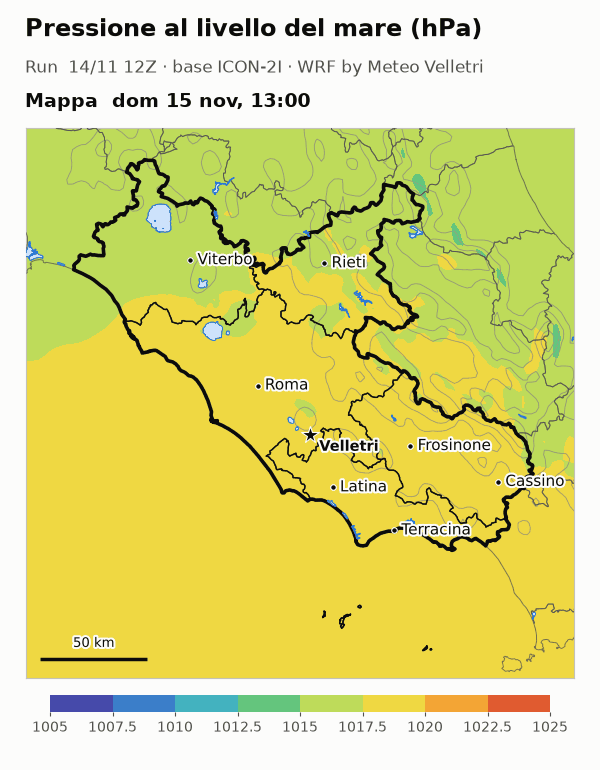 Pressione al livello del mare (hPa)
Run  14/11 12Z · base ICON-2I · WRF by Meteo Velletri
Mappa  dom 15 nov, 13:00
Viterbo
Rieti
Roma
Velletri
Frosinone
Cassino
Latina
Terracina
50 km
1005 1007.5 1010 1012.5 1015 1017.5 1020 1022.5 1025